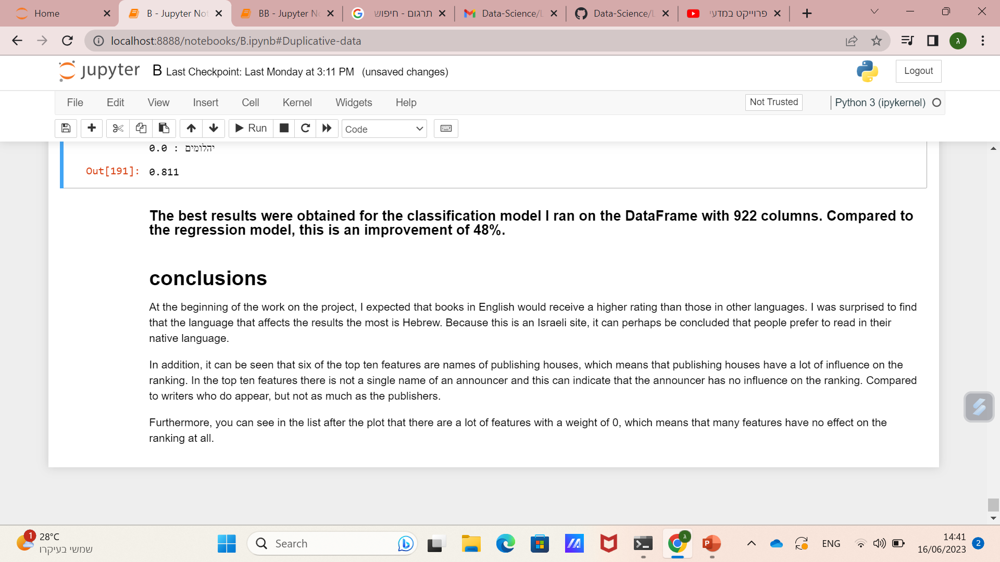 Home
B - Jupyter Not
BB - Jupyter N
תרגום - חיפוש
Data-Science/L
Data-Science/L
פרוייקט במדעי
localhost:8888/notebooks/B.ipynb#Duplicative-data
jupyter B Last Checkpoint: Last Monday at 3:11 PM (unsaved changes)
Logout
File Edit View Insert Cell Kernel Widgets Help
Not Trusted
Python 3 (ipykernel)
Run
Code
יהלומים : 0.0
Out[191]: 0.811
The best results were obtained for the classification model I ran on the DataFrame with 922 columns. Compared to
the regression model, this is an improvement of 48%.
conclusions
At the beginning of the work on the project, I expected that books in English would receive a higher rating than those in other languages. I was surprised to find
that the language that affects the results the most is Hebrew. Because this is an Israeli site, it can perhaps be concluded that people prefer to read in their
native language.
In addition, it can be seen that six of the top ten features are names of publishing houses, which means that publishing houses have a lot of influence on the
ranking. In the top ten features there is not a single name of an announcer and this can indicate that the announcer has no influence on the ranking. Compared
to writers who do appear, but not as much as the publishers.
Furthermore, you can see in the list after the plot that there are a lot of features with a weight of 0, which means that many features have no effect on the
ranking at all.
1
28°C
שמשי בעיקרו
Search
ENG
14:41
16/06/2023
2